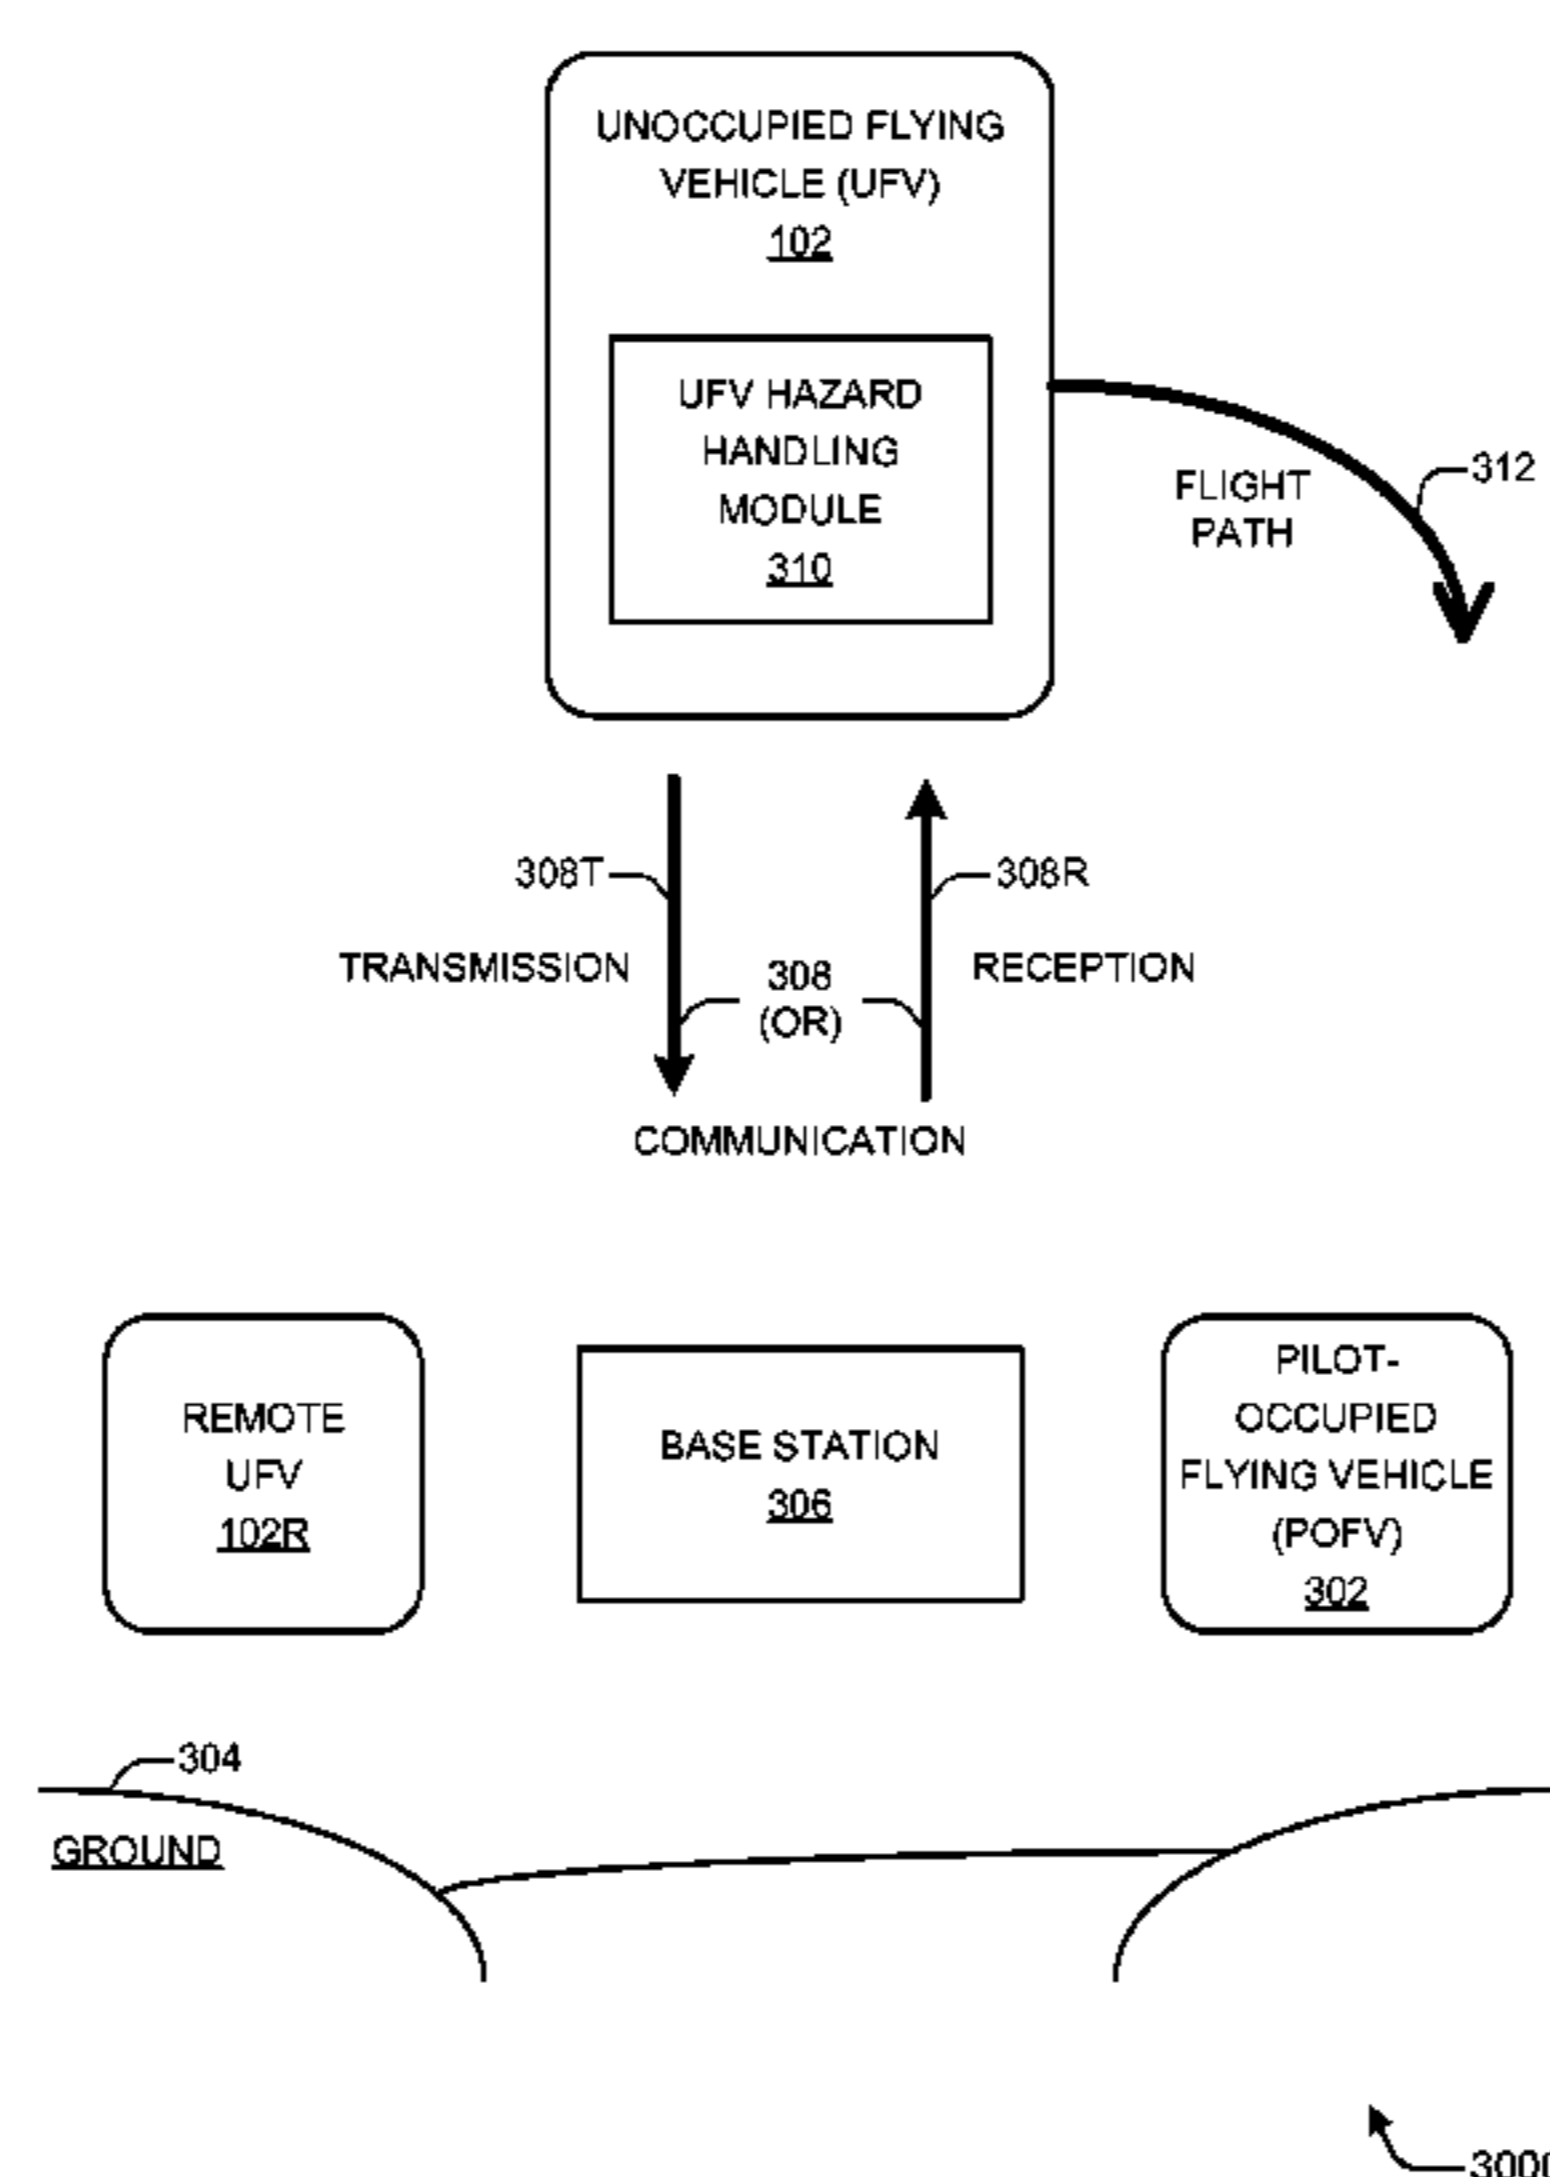 UNOCCUPIED FLYING
VEHICLE (UFV)
102
UFV HAZARD
HANDLING
MODULE
310
312
FLIGHT
PATH
308T
308R
TRANSMISSION
308
(OR)
RECEPTION
COMMUNICATION
REMOTE
UFV
102R
BASE STATION
306
PILOT-
OCCUPIED
FLYING VEHICLE
(POFV)
302
304
GROUND